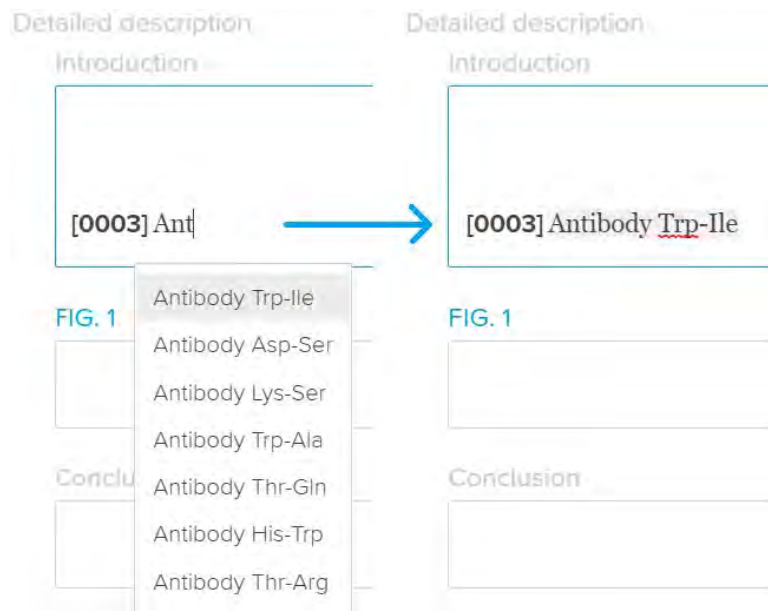 Detailed description
Introduction
[0003] Ant
Antibody Trp-Ile
Antibody Asp-Ser
Antibody Lys-Ser
Antibody Trp-Ala
Antibody Thr-Gln
Antibody His-Trp
Antibody Thr-Arg
FIG. 1
Conclu
Detailed description
Introduction
[0003] Antibody Trp-Ile
FIG. 1
Conclusion